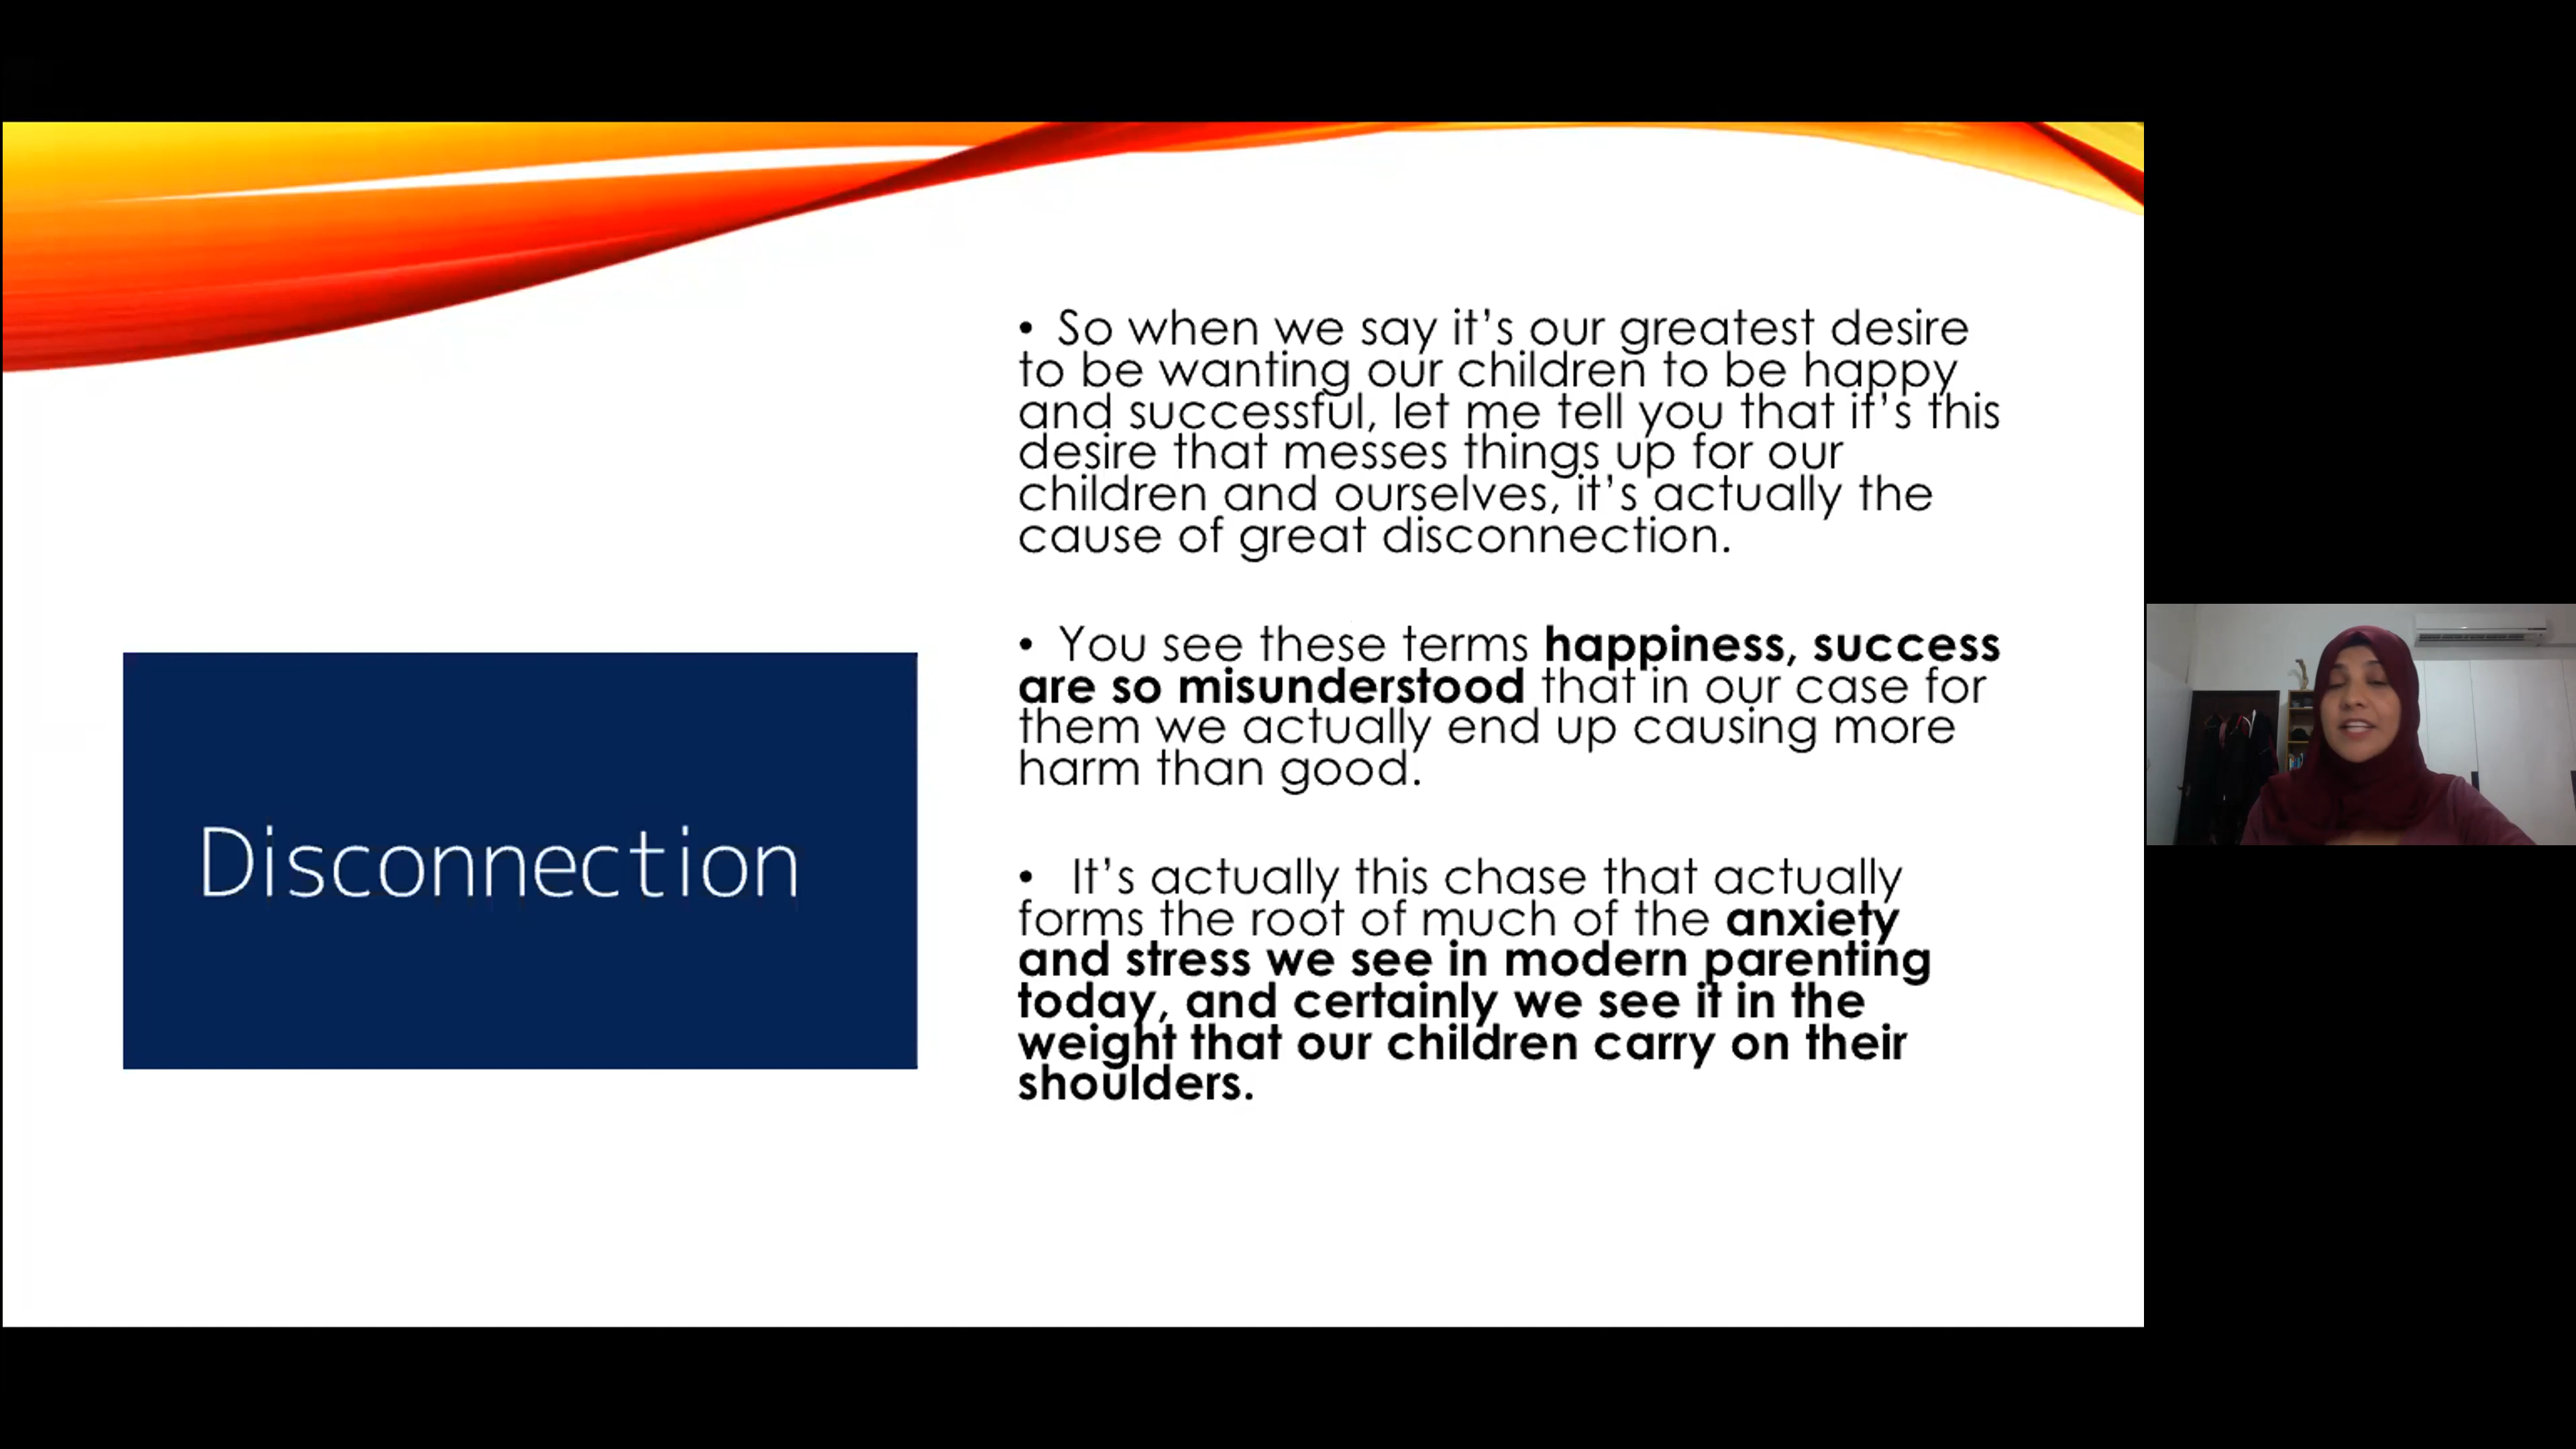 Disconnection
• So when we say it’s our greatest desire
to be wanting our children to be happy
and successful, let me tell you that it’s this
desire that messes things up for our
children and ourselves, it’s actually the
cause of great disconnection.
• You see these terms happiness, success
are so misunderstood that in our case for
them we actually end up causing more
harm than good.
• It’s actually this chase that actually
forms the root of much of the anxiety
and stress we see in modern parenting
today, and certainly we see it in the
weight that our children carry on their
shoulders.